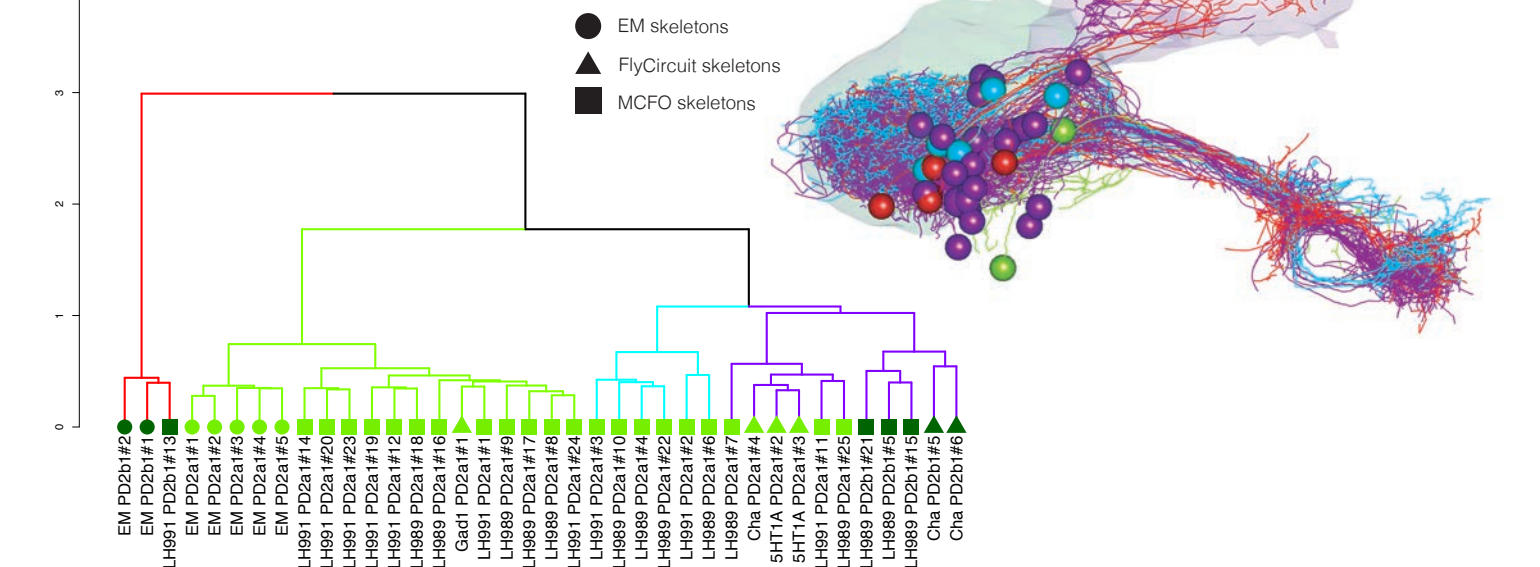 EM skeletons
FlyCircuit skeletons
MCFO skeletons
3
2
1
0
EM PD2b1#2
EM PD2b1#1
LH991 PD2b1#13
EM PD2a1#1
EM PD2a1#2
EM PD2a1#3
EM PD2a1#4
EM PD2a1#5
LH991 PD2a1#14
LH991 PD2a1#20
LH991 PD2a1#23
LH991 PD2a1#19
LH991 PD2a1#12
LH989 PD2a1#18
LH989 PD2a1#16
Gad1 PD2a1#1
LH991 PD2a1#1
LH989 PD2a1#9
LH989 PD2a1#17
LH989 PD2a1#8
LH991 PD2a1#24
LH991 PD2a1#3
LH989 PD2a1#10
LH989 PD2a1#4
LH989 PD2a1#22
LH991 PD2a1#2
LH989 PD2a1#6
LH989 PD2a1#7
Cha PD2a1#4
5HT1A PD2a1#2
5HT1A PD2a1#3
LH991 PD2a1#11
LH989 PD2a1#25
LH989 PD2b1#21
LH989 PD2b1#5
LH989 PD2b1#15
Cha PD2b1#5
Cha PD2b1#6